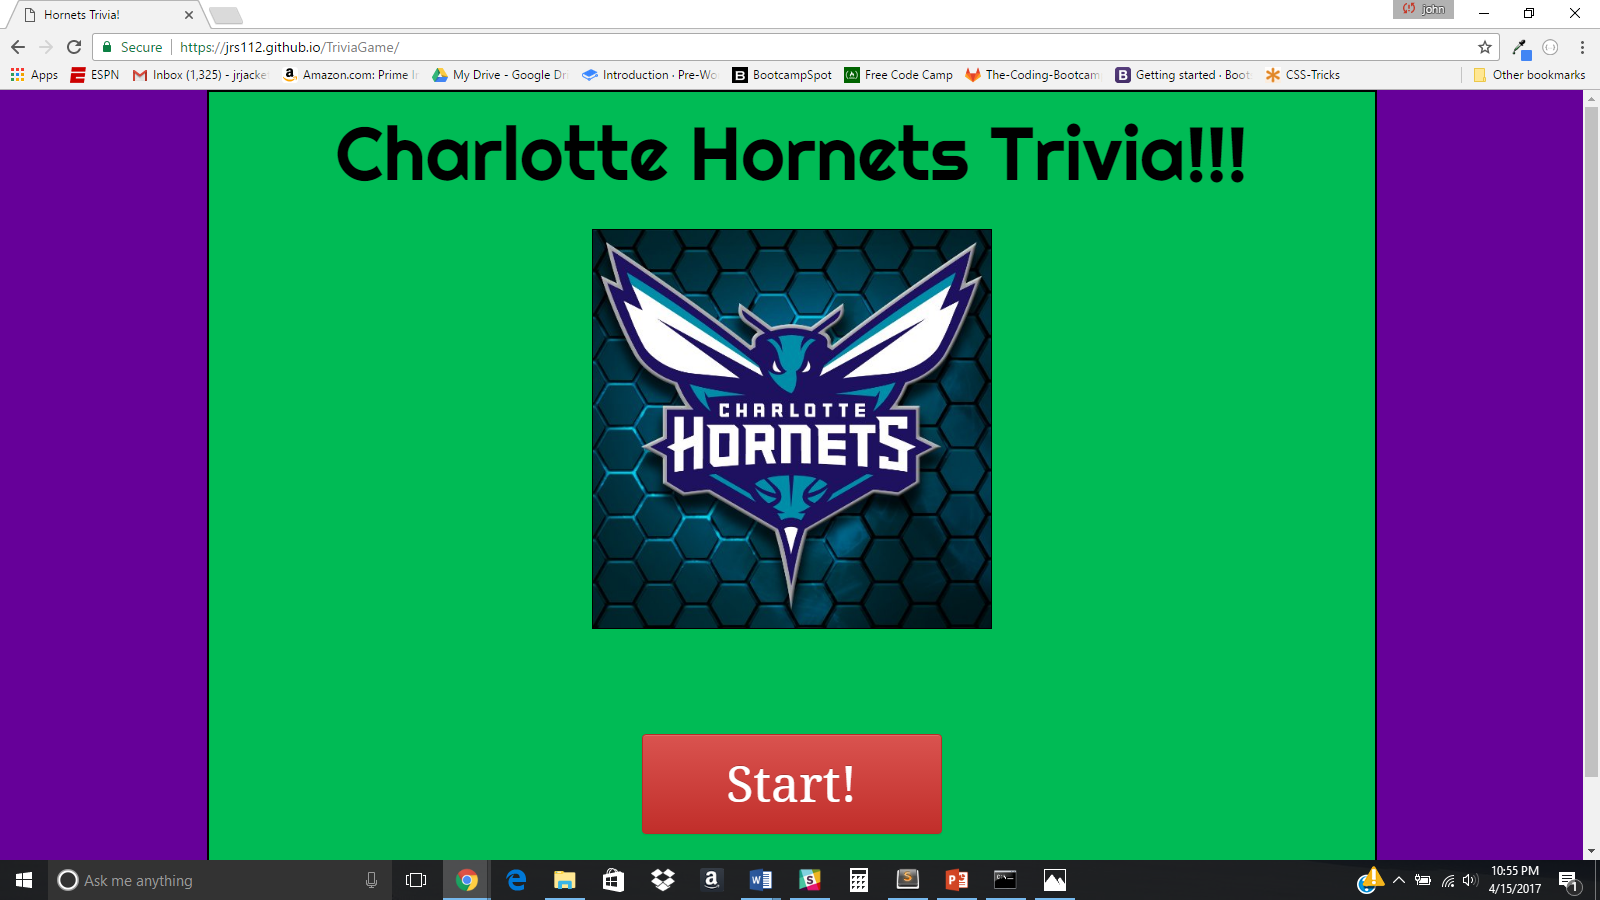 Hornets Trivia!
john
Secure
https://jrs112.github.io/TriviaGame/
Apps
ESPN
Inbox (1,325) - jrjacke
Amazon.com: Prime I
My Drive - Google Dr
Introduction · Pre-Wo
BootcampSpot
Free Code Camp
The-Coding-Bootcam
Getting started · Boot
CSS-Tricks
Other bookmarks
Charlotte Hornets Trivia!!!
CHARLOTTE
HORNETS
Start!
Ask me anything
10:55 PM
4/15/2017
1